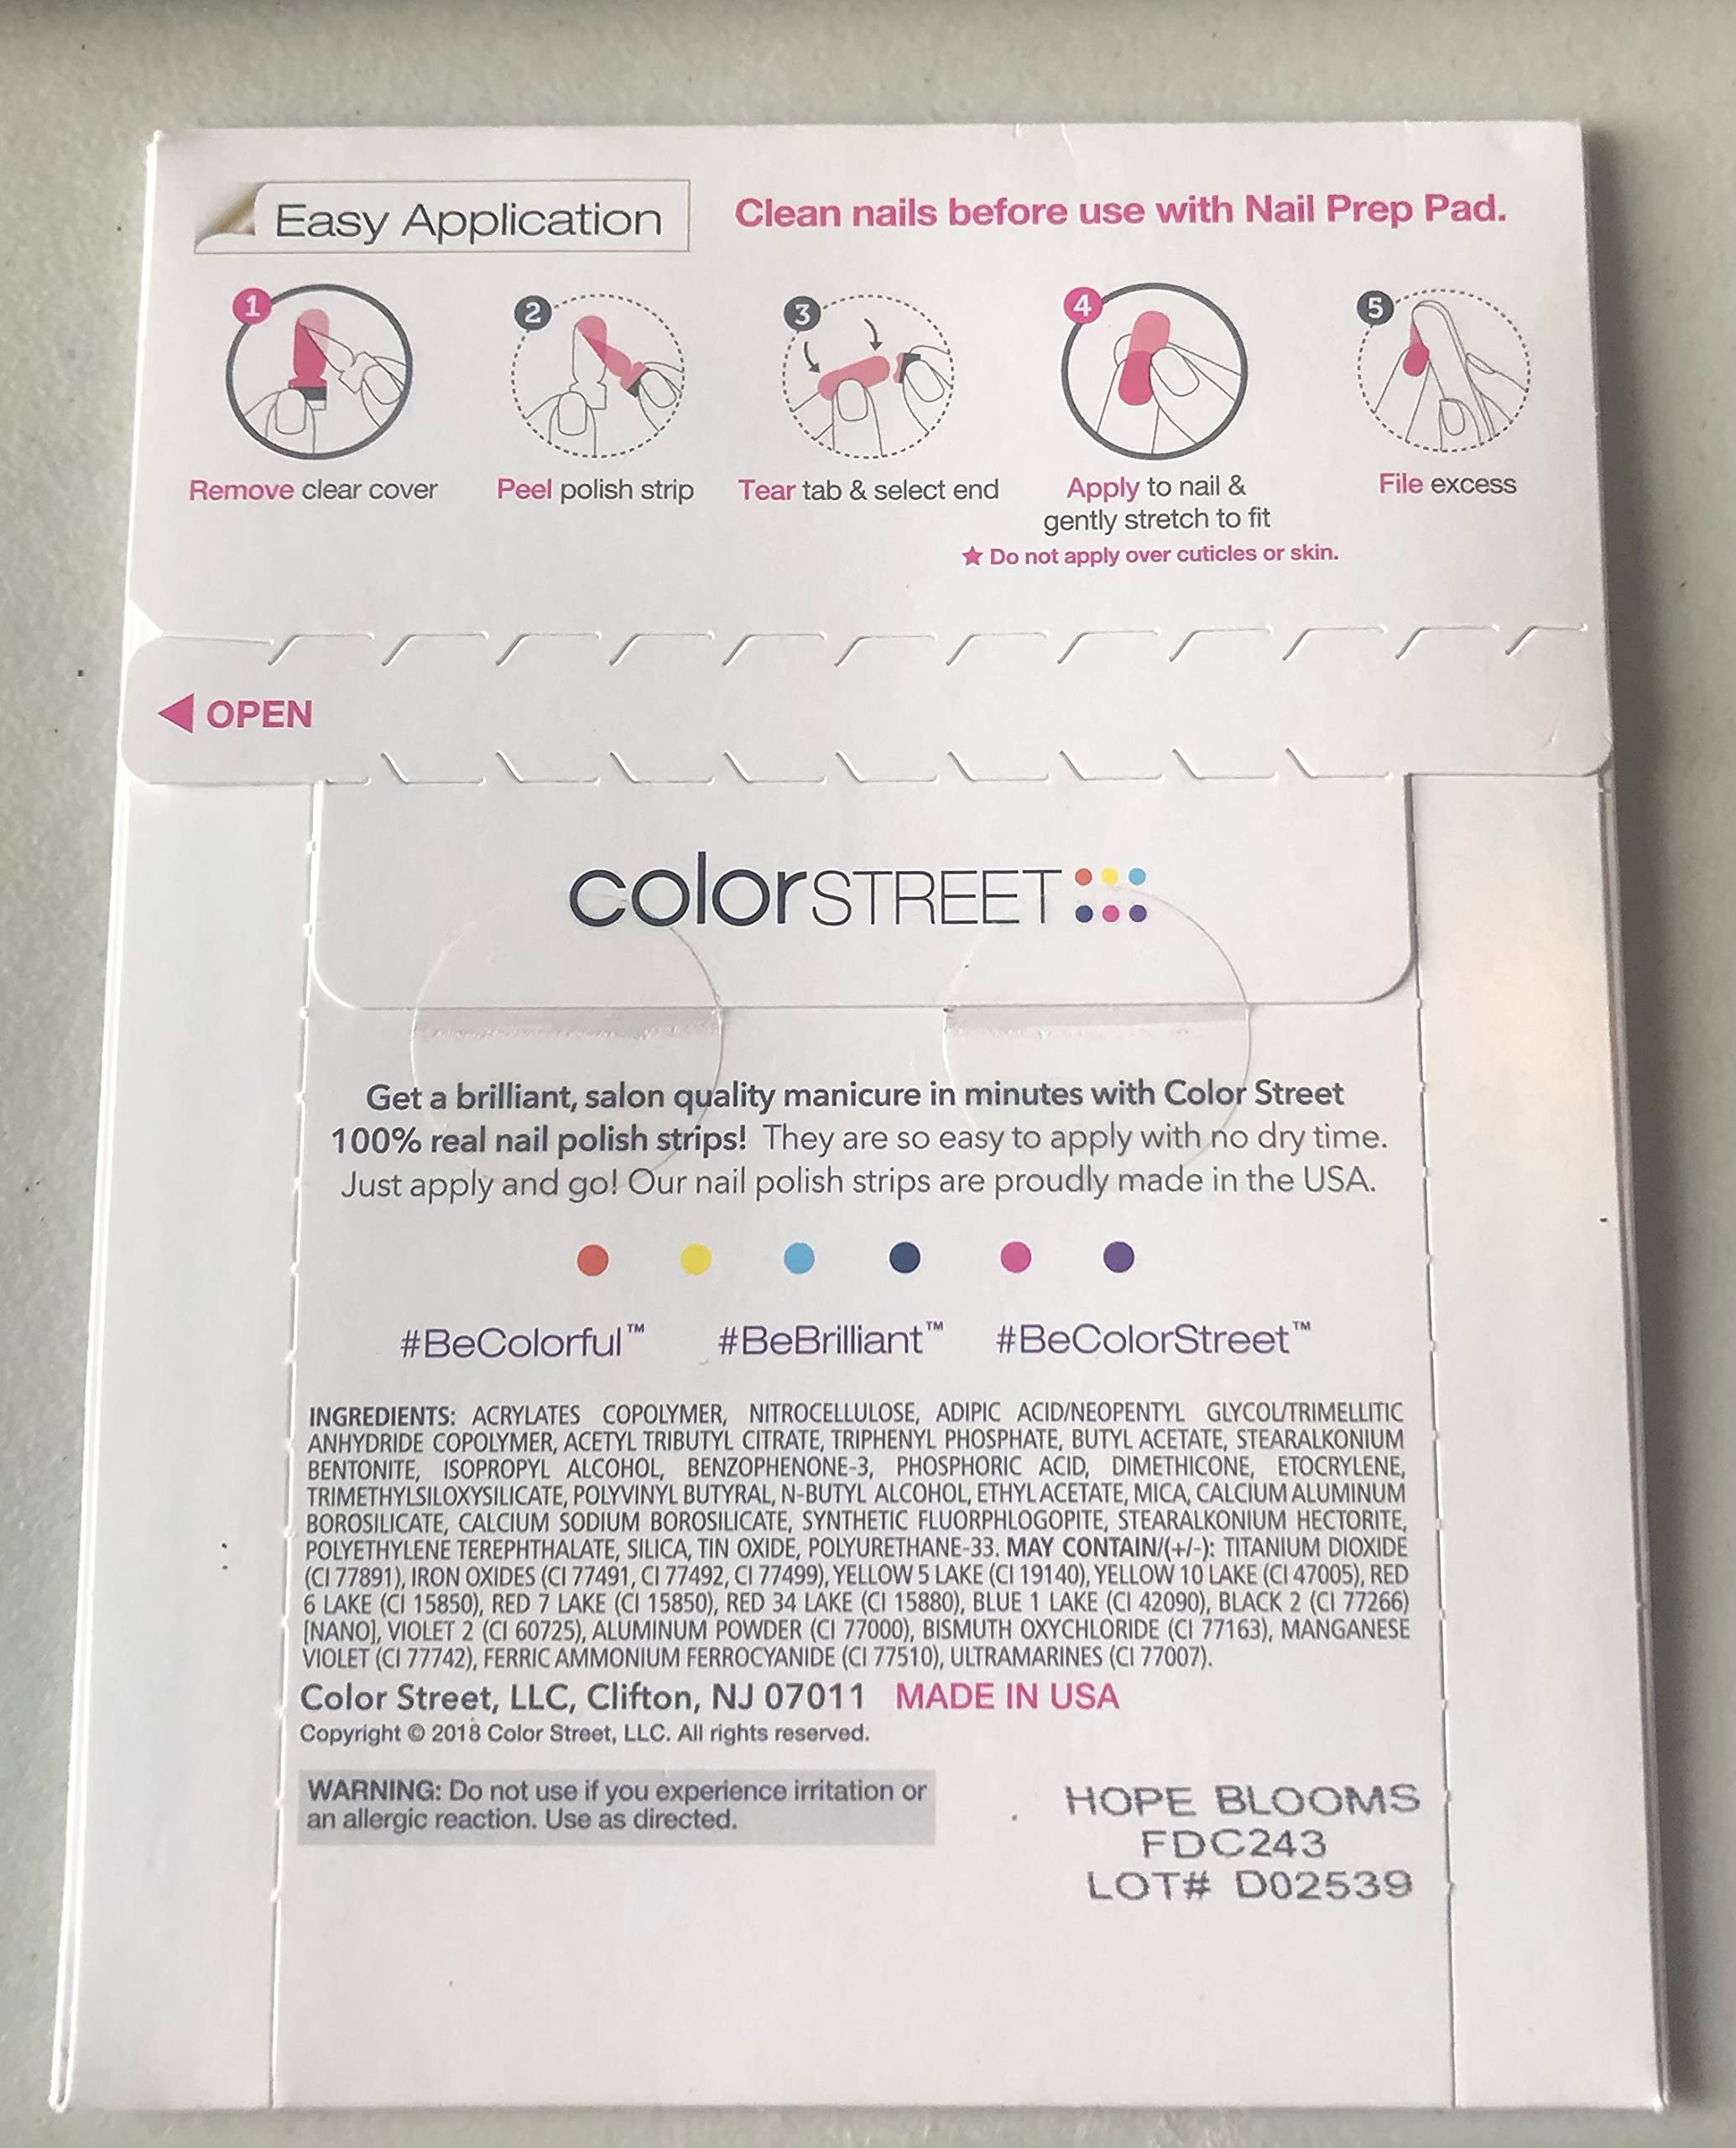 Easy Application
Clean nails before use with Nail Prep Pad.
1
2
3
4
5
Remove clear cover
Peel polish strip
Tear tab & select end
Apply to nail &
gently stretch to fit
★ Do not apply over cuticles or skin.
File excess
OPEN
colorSTREET
Get a brilliant, salon quality manicure in minutes with Color Street
100% real nail polish strips! They are so easy to apply with no dry time.
Just apply and go! Our nail polish strips are proudly made in the USA.
#BeColorful™ #BeBrilliant™ #BeColorStreet™
INGREDIENTS: ACRYLATES COPOLYMER, NITROCELLULOSE, ADIPIC ACID/NEOPENTYL GLYCOL/TRIMELLITIC
ANHYDRIDE COPOLYMER, ACETYL TRIBUTYL CITRATE, TRIPHENYL PHOSPHATE, BUTYL ACETATE, STEARALKONIUM
BENTONITE, ISOPROPYL ALCOHOL, BENZOPHENONE-3, PHOSPHORIC ACID, DIMETHICONE, ETOCRYLENE,
TRIMETHYLSILOXYSILICATE, POLYVINYL BUTYRAL, N-BUTYL ALCOHOL, ETHYL ACETATE, MICA, CALCIUM ALUMINUM
BOROSILICATE, CALCIUM SODIUM BOROSILICATE, SYNTHETIC FLUORPHLOGOPITE, STEARALKONIUM HECTORITE,
POLYETHYLENE TEREPHTHALATE, SILICA, TIN OXIDE, POLYURETHANE-33. MAY CONTAIN/(+/-): TITANIUM DIOXIDE
(CI 77891), IRON OXIDES (CI 77491, CI 77492, CI 77499), YELLOW 5 LAKE (CI 19140), YELLOW 10 LAKE (CI 47005), RED
6 LAKE (CI 15850), RED 7 LAKE (CI 15850), RED 34 LAKE (CI 15880), BLUE 1 LAKE (CI 42090), BLACK 2 (CI 77266)
[NANO], VIOLET 2 (CI 60725), ALUMINUM POWDER (CI 77000), BISMUTH OXYCHLORIDE (CI 77163), MANGANESE
VIOLET (CI 77742), FERRIC AMMONIUM FERROCYANIDE (CI 77510), ULTRAMARINES (CI 77007).
Color Street, LLC, Clifton, NJ 07011 MADE IN USA
Copyright © 2018 Color Street, LLC. All rights reserved.
WARNING: Do not use if you experience irritation or
an allergic reaction. Use as directed.
HOPE BLOOMS
FDC243
LOT# D02539